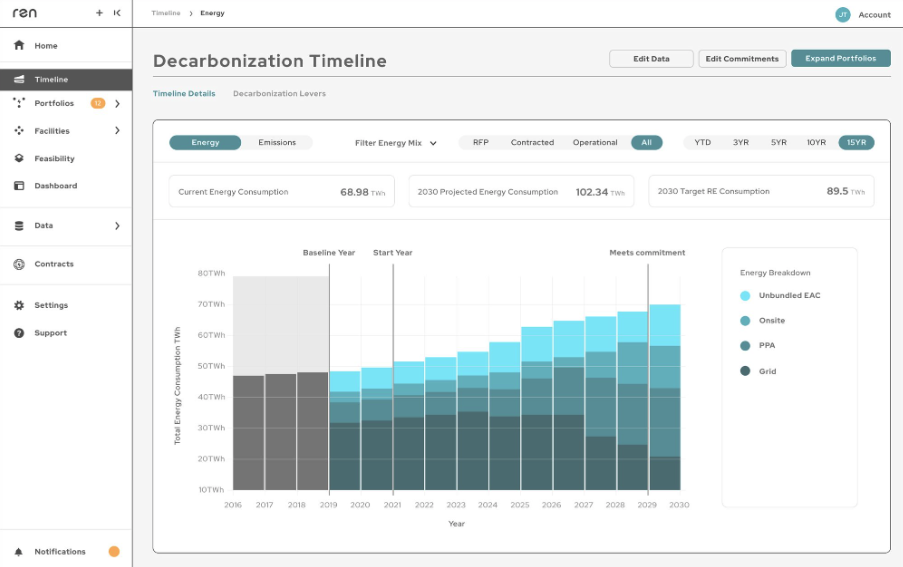 ren
Timeline > Energy
JT Account
Home
Timeline
Portfolios 12
Facilities
Feasibility
Dashboard
Data
Contracts
Settings
Support
Notifications
Decarbonization Timeline
Edit Data
Edit Commitments
Expand Portfolios
Timeline Details
Decarbonization Levers
Energy
Emissions
Filter Energy Mix
RFP
Contracted
Operational
All
YTD
3YR
5YR
10YR
15YR
Current Energy Consumption 68.98 TWh
2030 Projected Energy Consumption 102.34 TWh
2030 Target RE Consumption 89.5 TWh
Baseline Year
Start Year
Meets commitment
Total Energy Consumption TWh
80TWh
70TWh
60TWh
50TWh
40TWh
30TWh
20TWh
10TWh
2016 2017 2018 2019 2020 2021 2022 2023 2024 2025 2026 2027 2028 2029 2030
Year
Energy Breakdown
Unbundled EAC
Onsite
PPA
Grid